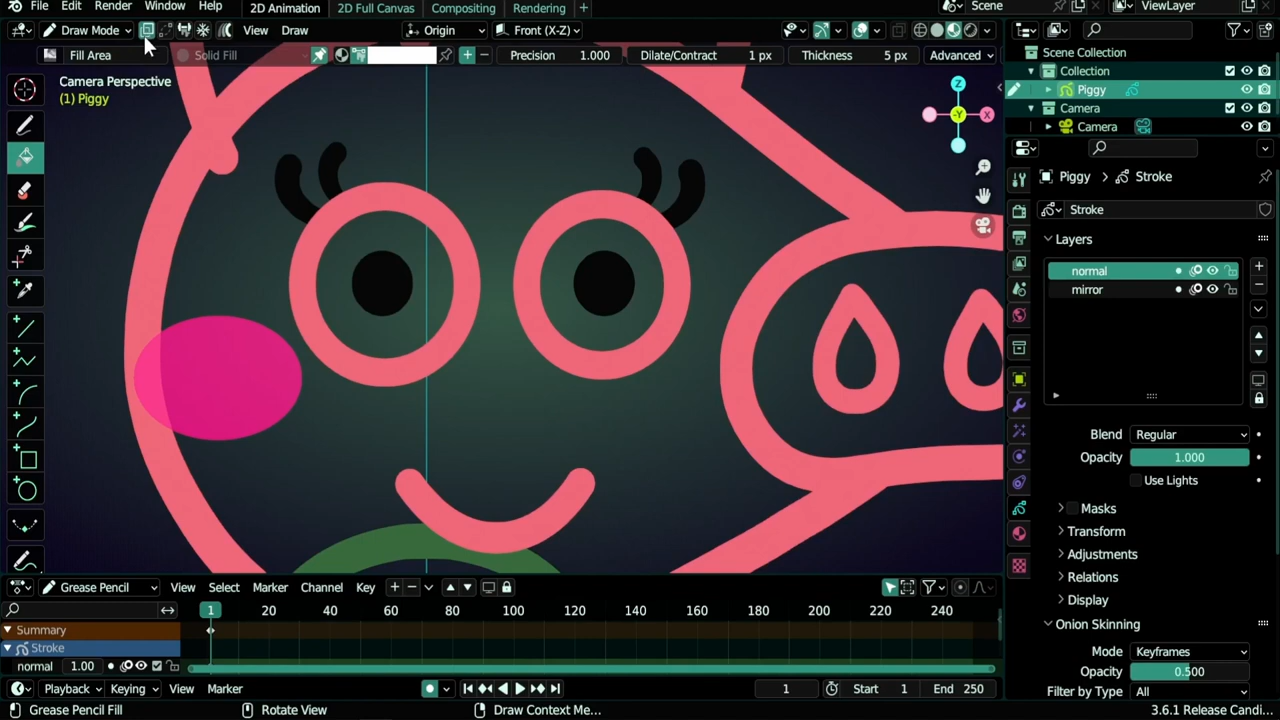 File Edit Render Window Help 2D Animation 2D Full Canvas Compositing Rendering + Scene ViewLayer
Draw Mode View Draw Origin Front (X-Z)
Fill Area Solid Fill Precision 1.000 Dilate/Contract 1 px Thickness 5 px Advanced
Camera Perspective
(1) Piggy
Z
-Y X
Scene Collection
Collection
Piggy
Camera
Camera
Piggy Stroke
Stroke
Layers
normal
mirror
Blend Regular
Opacity 1.000
Use Lights
Masks
Transform
Adjustments
Relations
Display
Onion Skinning
Mode Keyframes
Opacity 0.500
Filter by Type All
Grease Pencil View Select Marker Channel Key
1 20 40 60 80 100 120 140 160 180 200 220 240
Summary
Stroke
normal 1.00
Playback Keying View Marker 1 Start 1 End 250
Grease Pencil Fill Rotate View Draw Context Me... 3.6.1 Release Candi...